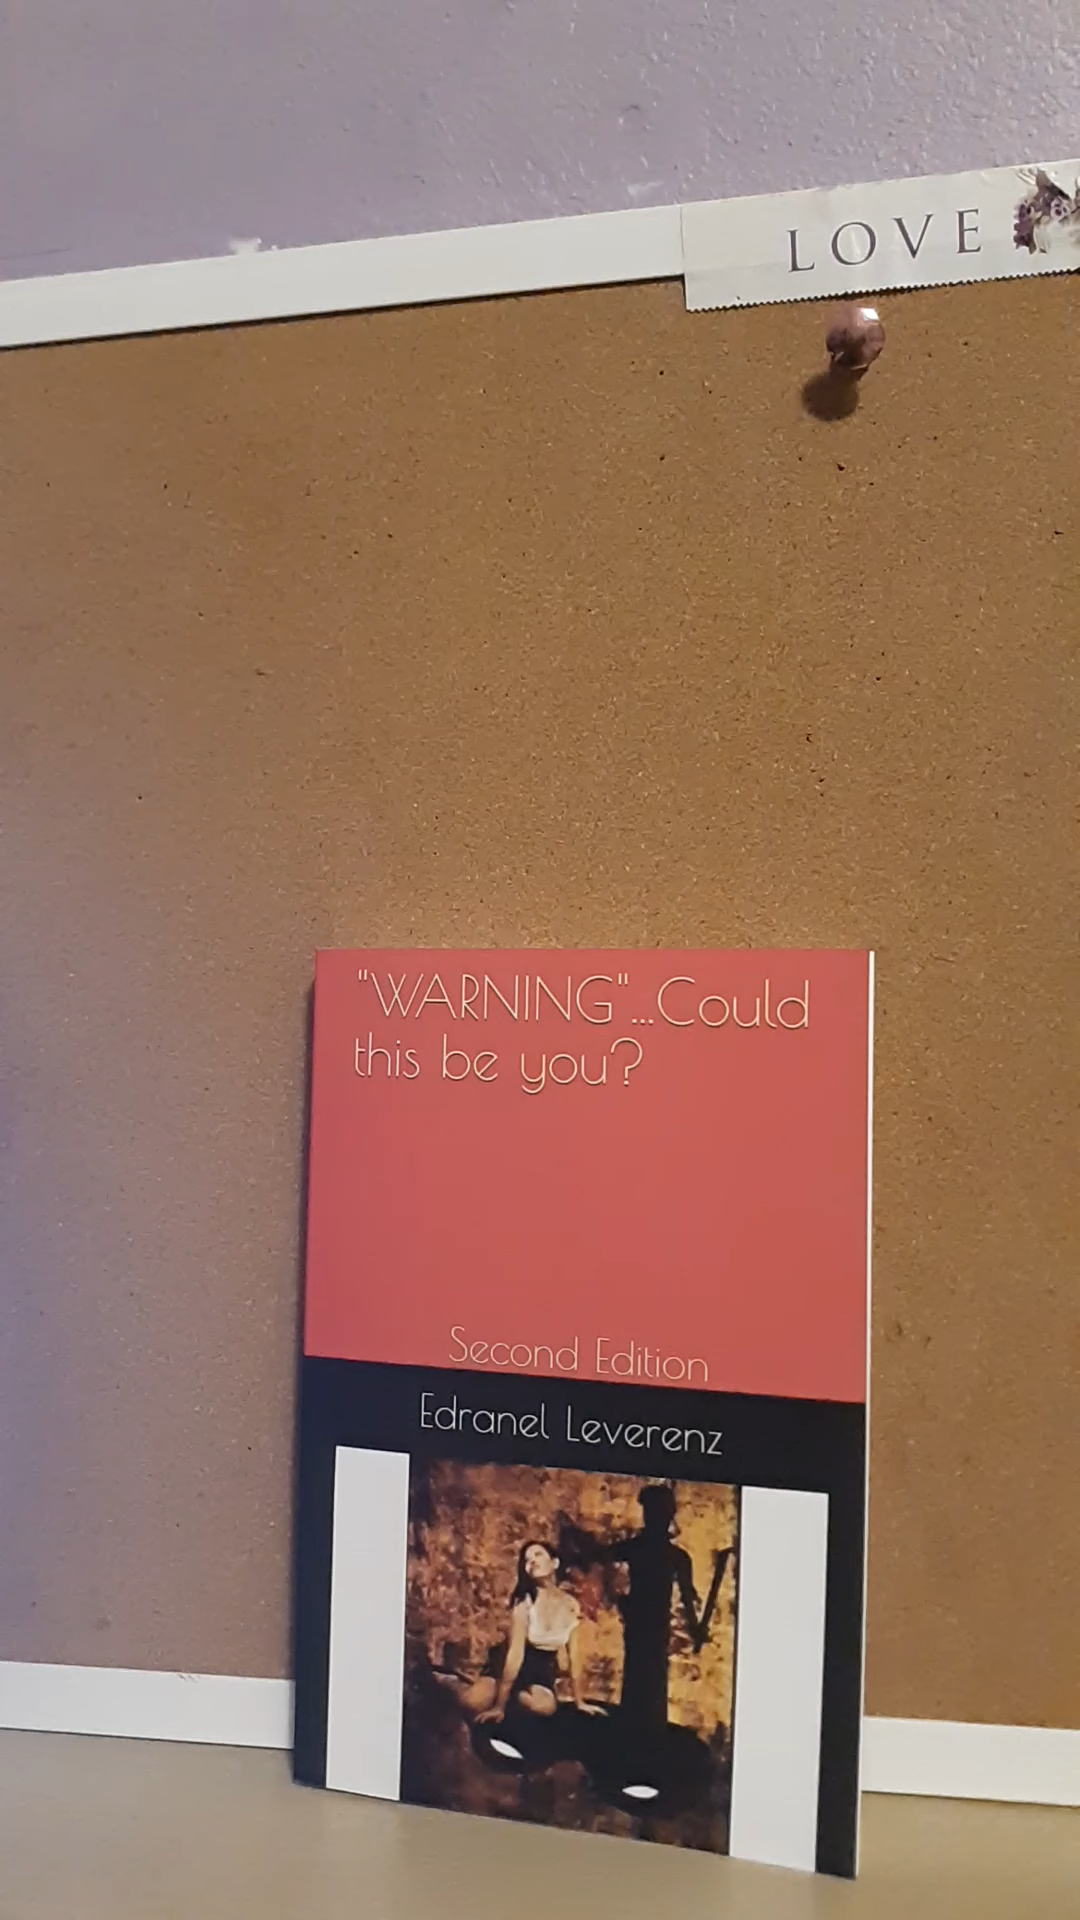 LOVE
"WARNING"...Could
this be you?
Second Edition
Edranel Leverenz